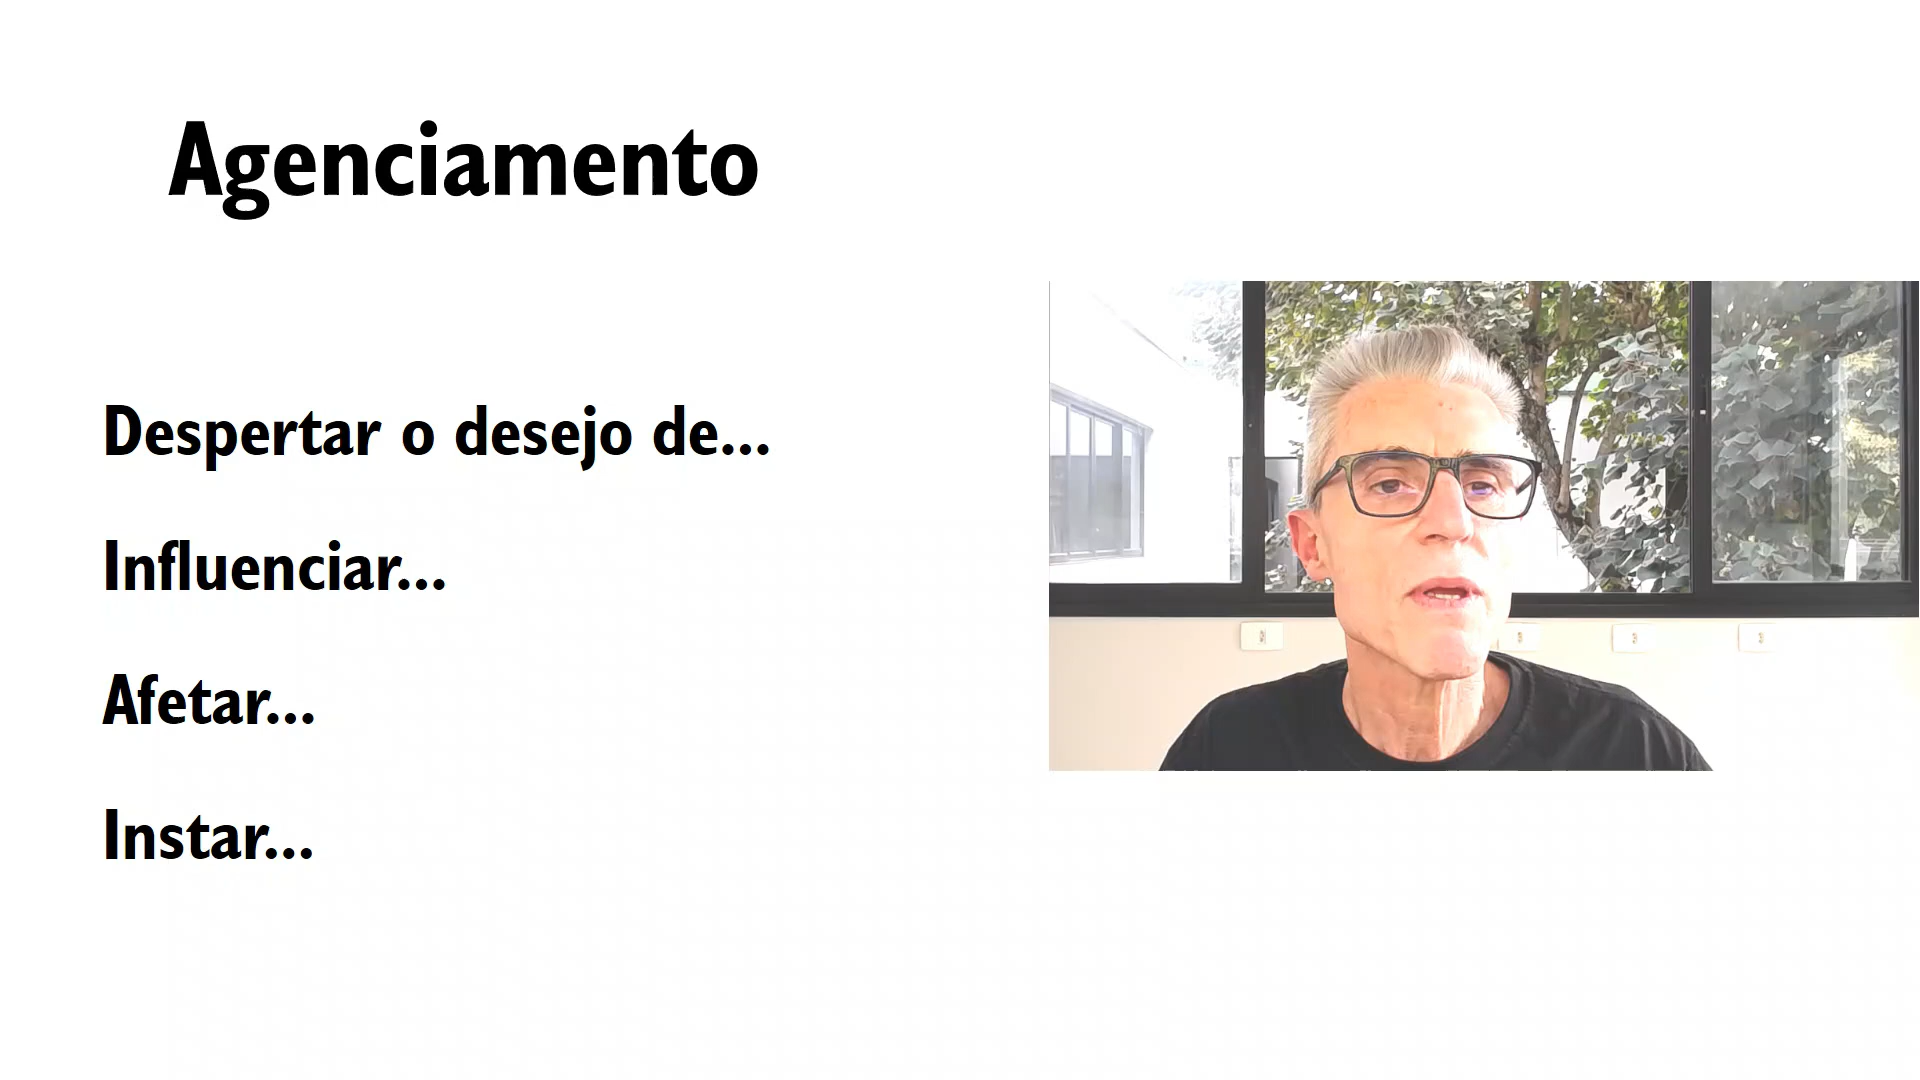 Agenciamento
Despertar o desejo de...
Influenciar...
Afetar...
Instar...